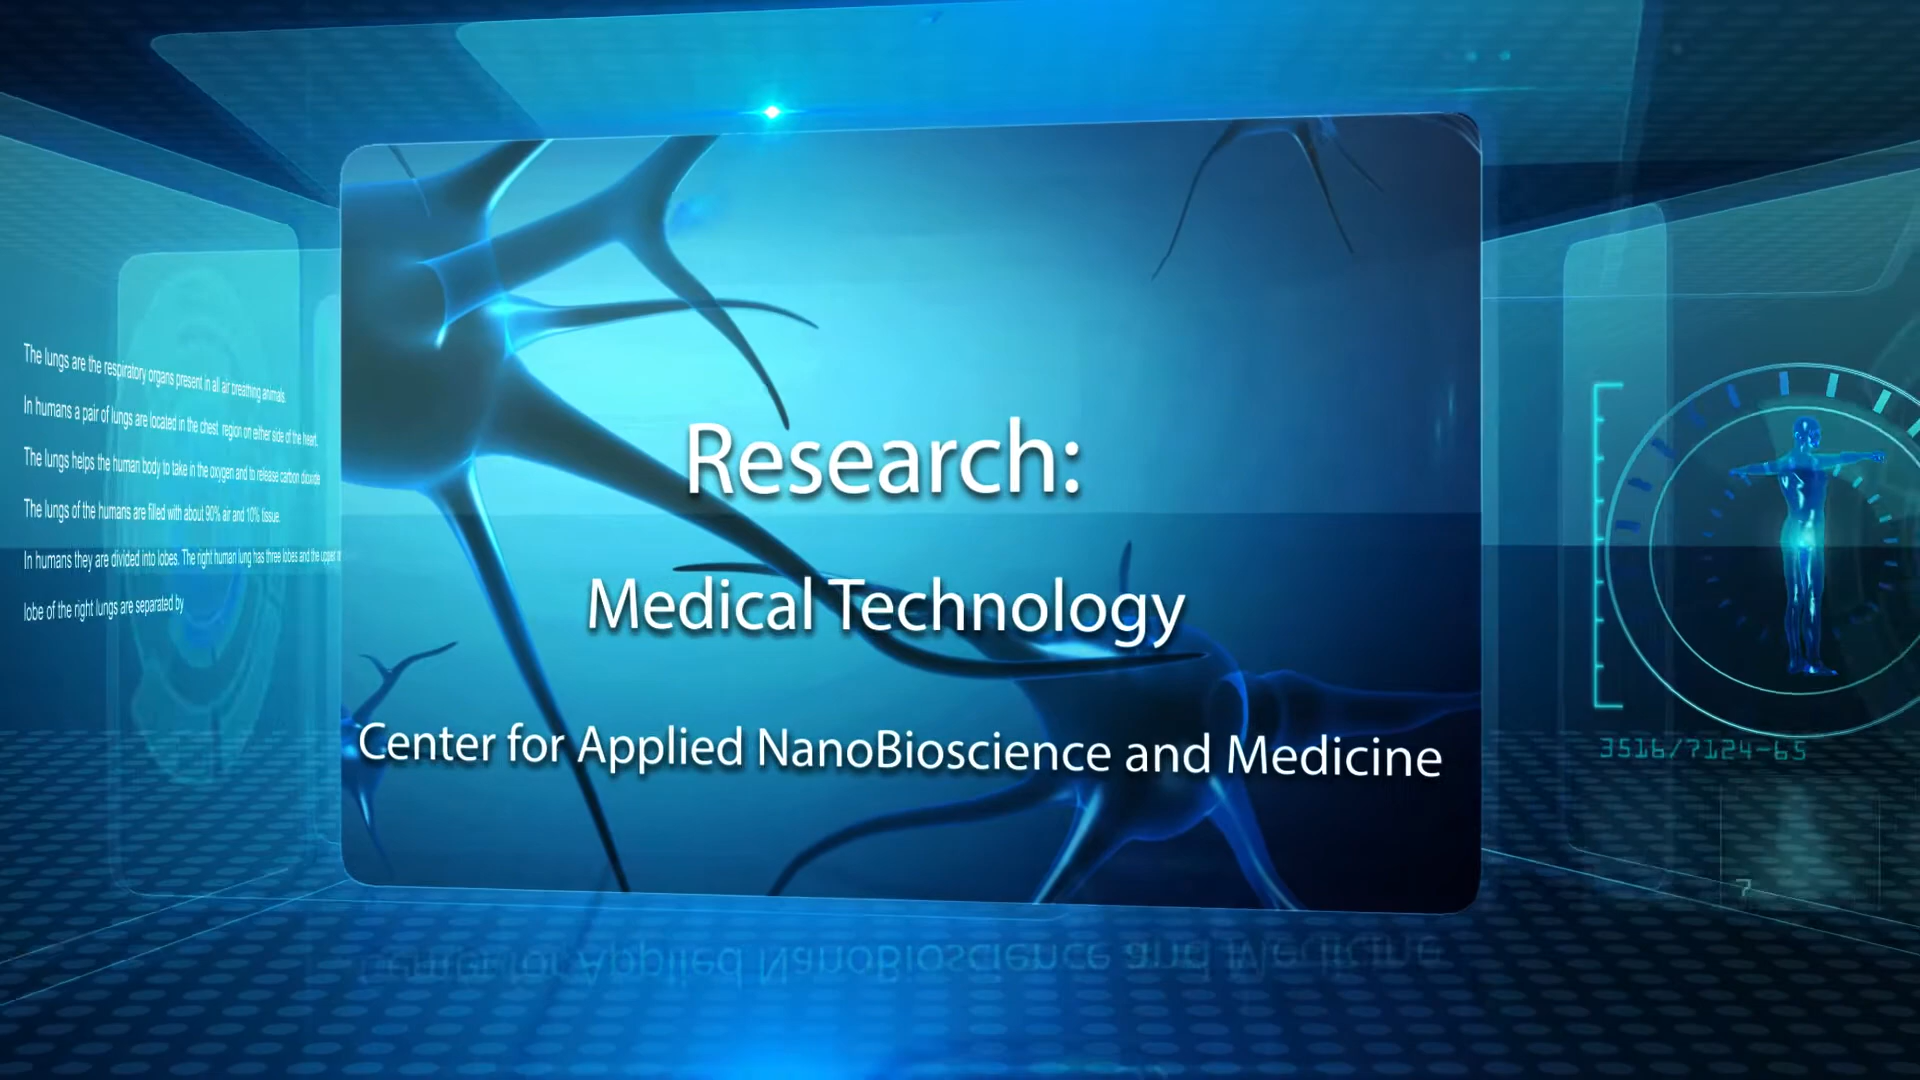 The lungs are the respiratory organs present in all air breathing animals.
In humans a pair of lungs are located in the chest region on either side of the heart.
The lungs helps the human body to take in the oxygen and to release carbon dioxide
The lungs of the humans are filled with about 90% air and 10% tissue.
In humans they are divided into lobes. The right human lung has three lobes and the upper
lobe of the right lungs are separated by
Research:
Medical Technology
Center for Applied NanoBioscience and Medicine
3516/7124-65
7